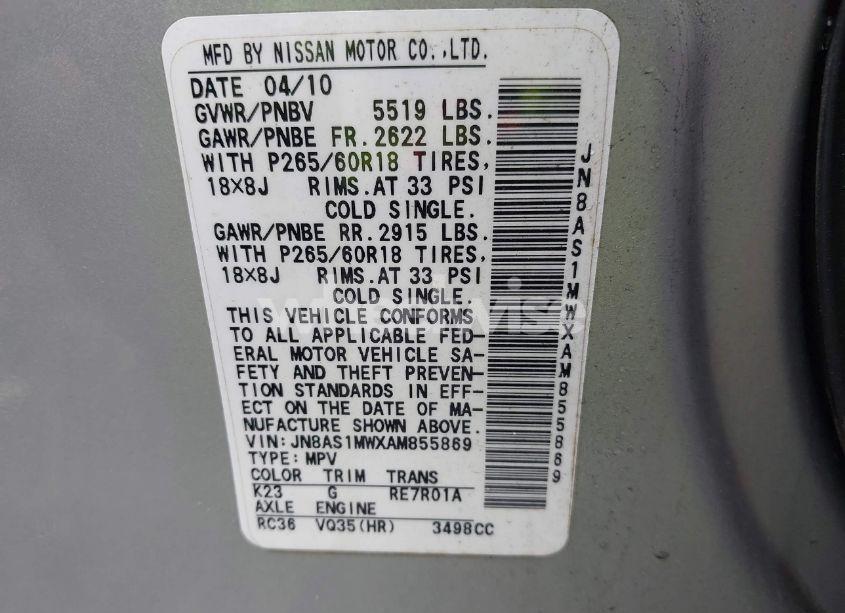 MFD BY NISSAN MOTOR CO.,LTD.
DATE 04/10
GVWR/PNBV 5519 LBS.
GAWR/PNBE FR.2622 LBS.
WITH P265/60R18 TIRES,
18X8J RIMS.AT 33 PSI
COLD SINGLE.
GAWR/PNBE RR.2915 LBS.
WITH P265/60R18 TIRES,
18X8J RIMS.AT 33 PSI
COLD SINGLE.
THIS VEHICLE CONFORMS
TO ALL APPLICABLE FED-
ERAL MOTOR VEHICLE SA-
FETY AND THEFT PREVEN-
TION STANDARDS IN EFF-
ECT ON THE DATE OF MA-
NUFACTURE SHOWN ABOVE.
VIN:JN8AS1MWXAM855869
TYPE:MPV
COLOR TRIM TRANS
K23 G RE7R01A
AXLE ENGINE
RC36 VQ35(HR) 3498CC
JN8AS1MWXAM855869